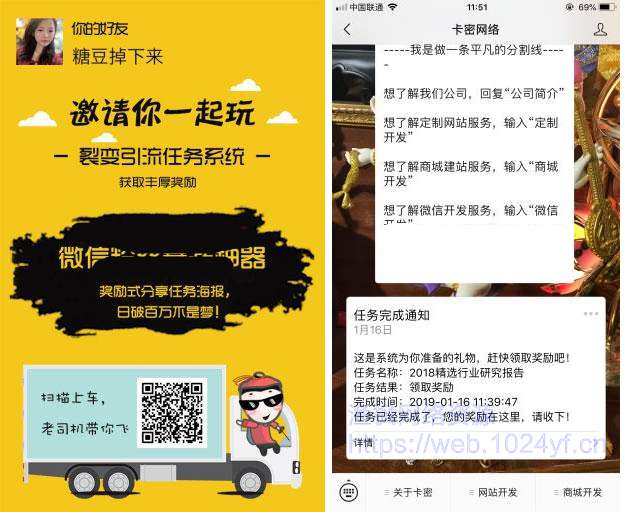 你的好友
糖豆掉下来
邀请你一起玩
裂变引流任务系统
获取丰厚奖励
奖励式分享任务海报，
日破百万不是梦！
扫描上车，
老司机带你飞
中国联通
11:51
69%
卡密网络
-----我是做一条平凡的分割线-----
想了解我们公司，回复“公司简介”
想了解定制网站服务，输入“定制
开发”
想了解商城建站服务，输入“商城
开发”
想了解微信开发服务，输入“微信
开发”
任务完成通知
1月16日
这是系统为你准备的礼物，赶快领取奖励吧！
任务名称：2018精选行业研究报告
任务结果：领取奖励
完成时间：2019-01-16 11:39:47
任务已经完成了，您的奖励在这里，请收下！
https://web.1024yf.cn
详情
关于卡密
网站开发
商城开发